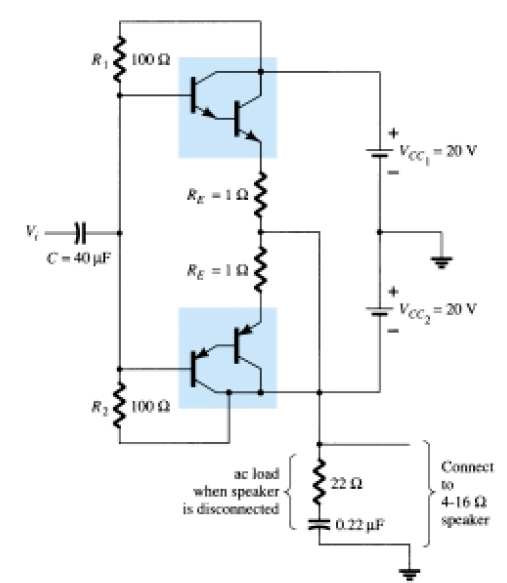 R1 100 Ω
+
VCC1 = 20 V
−
RE = 1 Ω
Vi
C = 40 μF
RE = 1 Ω
+
VCC2 = 20 V
−
R2 100 Ω
ac load
when speaker
is disconnected
22 Ω
0.22 μF
Connect
to
4-16 Ω
speaker